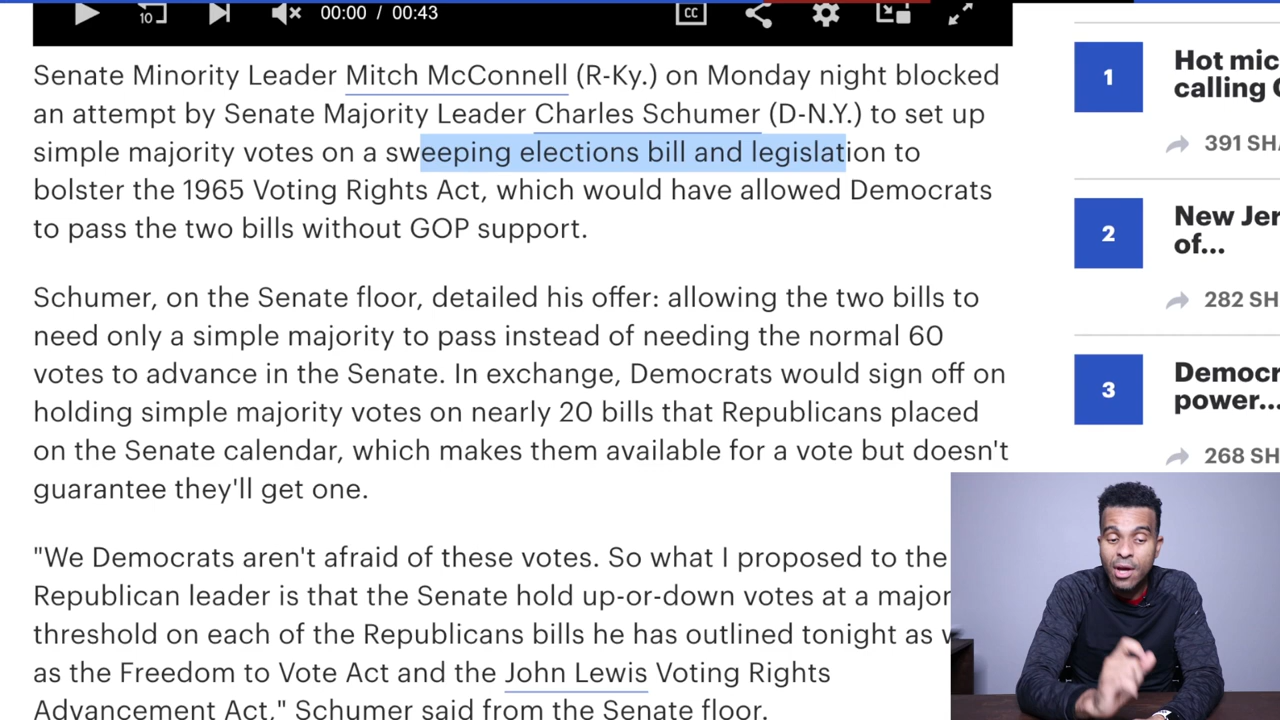 10
00:00 / 00:43
CC
Senate Minority Leader Mitch McConnell (R-Ky.) on Monday night blocked
an attempt by Senate Majority Leader Charles Schumer (D-N.Y.) to set up
simple majority votes on a sweeping elections bill and legislation to
bolster the 1965 Voting Rights Act, which would have allowed Democrats
to pass the two bills without GOP support.
Schumer, on the Senate floor, detailed his offer: allowing the two bills to
need only a simple majority to pass instead of needing the normal 60
votes to advance in the Senate. In exchange, Democrats would sign off on
holding simple majority votes on nearly 20 bills that Republicans placed
on the Senate calendar, which makes them available for a vote but doesn't
guarantee they'll get one.
"We Democrats aren't afraid of these votes. So what I proposed to the
Republican leader is that the Senate hold up-or-down votes at a major
threshold on each of the Republicans bills he has outlined tonight as
as the Freedom to Vote Act and the John Lewis Voting Rights
Advancement Act," Schumer said from the Senate floor.
1
Hot mic
calling
391 SHA
2
New Jer
of...
282 SH
3
Democr
power...
268 SH